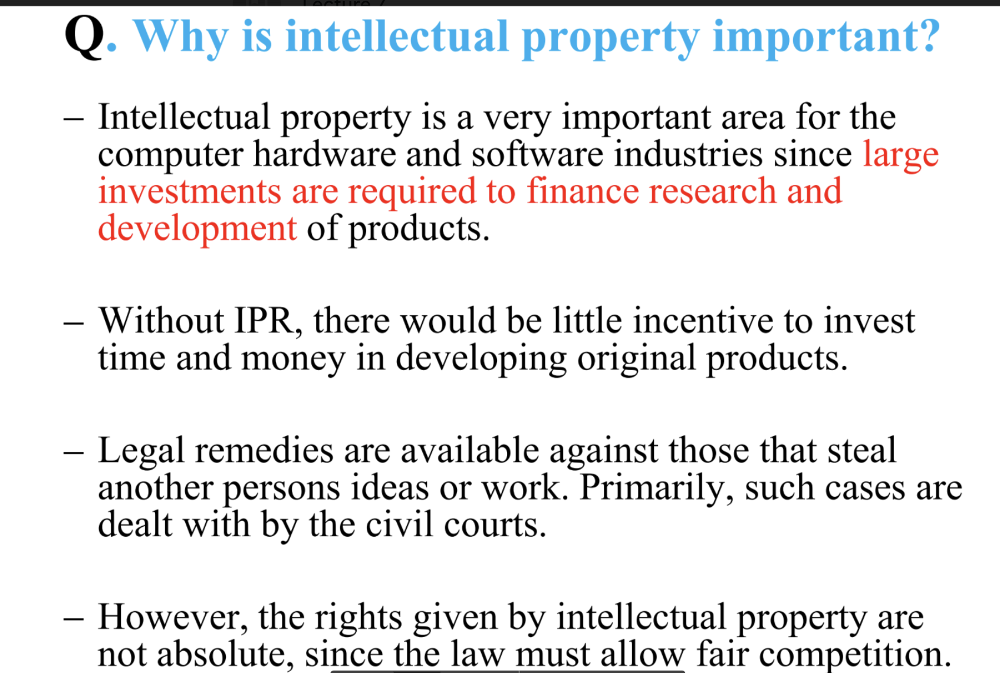 Lecture 7
Q. Why is intellectual property important?
– Intellectual property is a very important area for the
computer hardware and software industries since large
investments are required to finance research and
development of products.
– Without IPR, there would be little incentive to invest
time and money in developing original products.
– Legal remedies are available against those that steal
another persons ideas or work. Primarily, such cases are
dealt with by the civil courts.
– However, the rights given by intellectual property are
not absolute, since the law must allow fair competition.